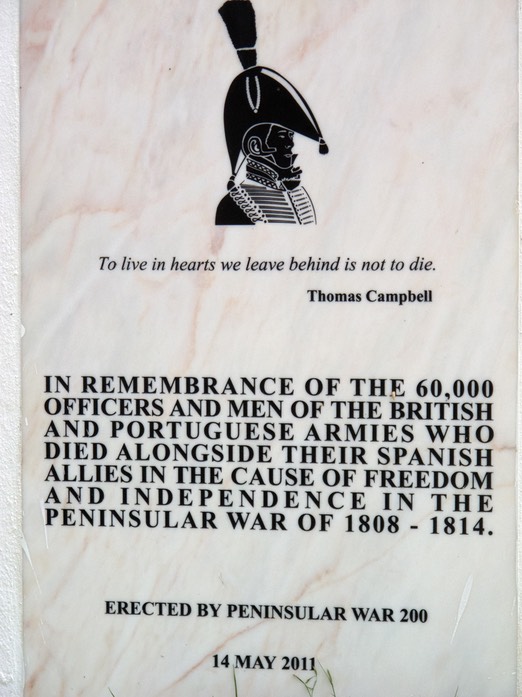 To live in hearts we leave behind is not to die.
Thomas Campbell
IN REMEMBRANCE OF THE 60,000
OFFICERS AND MEN OF THE BRITISH
AND PORTUGUESE ARMIES WHO
DIED ALONGSIDE THEIR SPANISH
ALLIES IN THE CAUSE OF FREEDOM
AND INDEPENDENCE IN THE
PENINSULAR WAR OF 1808 - 1814.
ERECTED BY PENINSULAR WAR 200
14 MAY 2011